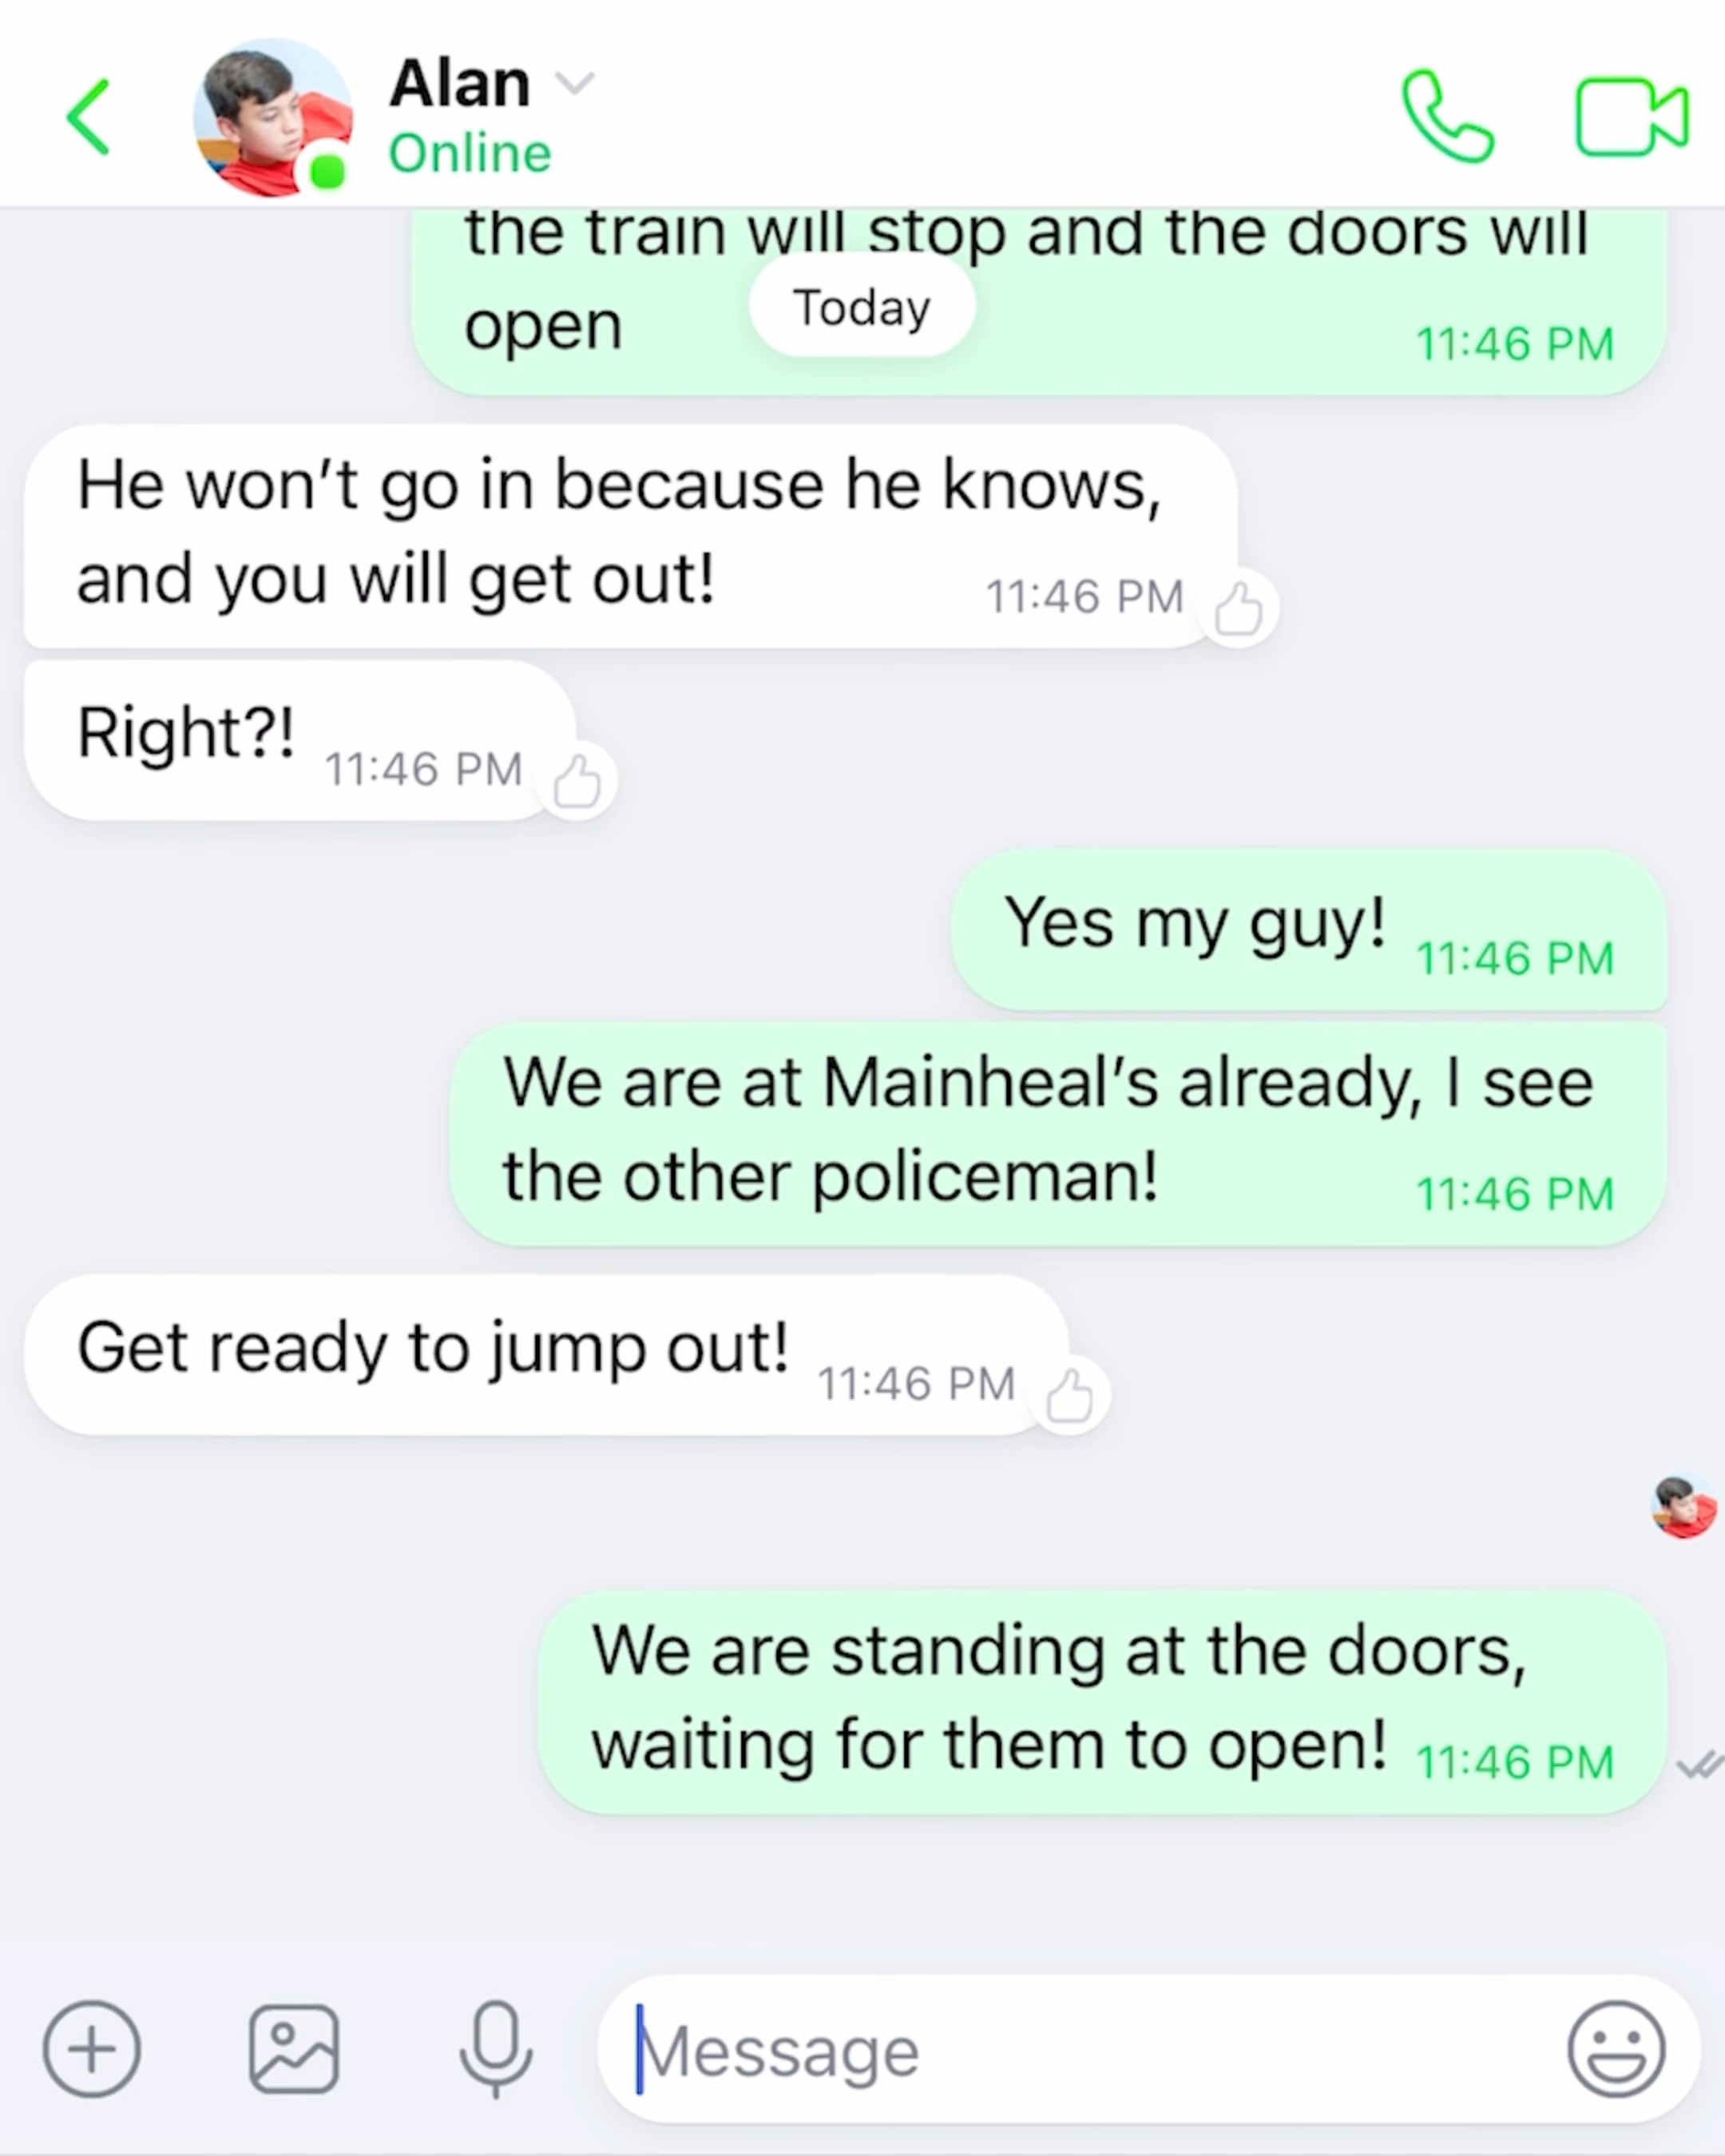 Alan
Online
the train will stop and the doors will
open
Today
11:46 PM
He won’t go in because he knows,
and you will get out!
11:46 PM
Right?!
11:46 PM
Yes my guy!
11:46 PM
We are at Mainheal’s already, I see
the other policeman!
11:46 PM
Get ready to jump out!
11:46 PM
We are standing at the doors,
waiting for them to open!
11:46 PM
Message